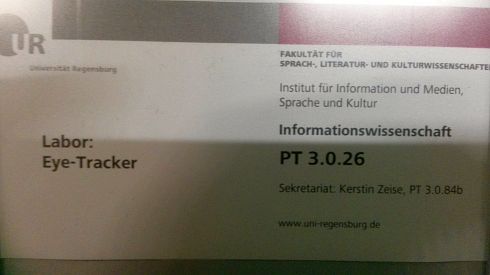 UR
Universität Regensburg
FAKULTÄT FÜR
SPRACH-, LITERATUR- UND KULTURWISSENSCHAFTEN
Institut für Information und Medien,
Sprache und Kultur
Informationswissenschaft
Labor:
Eye-Tracker
PT 3.0.26
Sekretariat: Kerstin Zeise, PT 3.0.84b
www.uni-regensburg.de